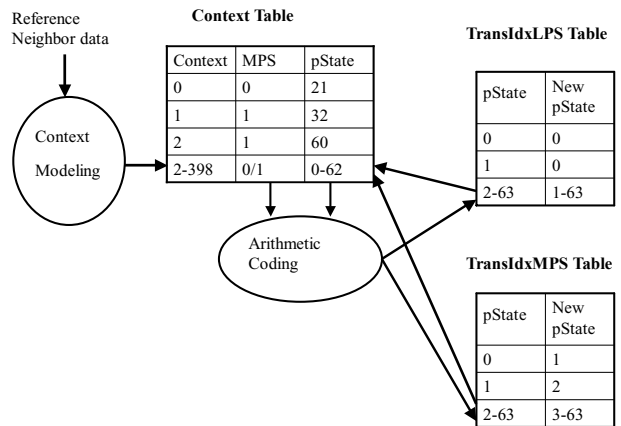 Reference
Neighbor data
Context
Modeling
Context Table
Context MPS pState
0 0 21
1 1 32
2 1 60
2-398 0/1 0-62
Arithmetic
Coding
TransIdxLPS Table
pState New pState
0 0
1 0
2-63 1-63
TransIdxMPS Table
pState New pState
0 1
1 2
2-63 3-63